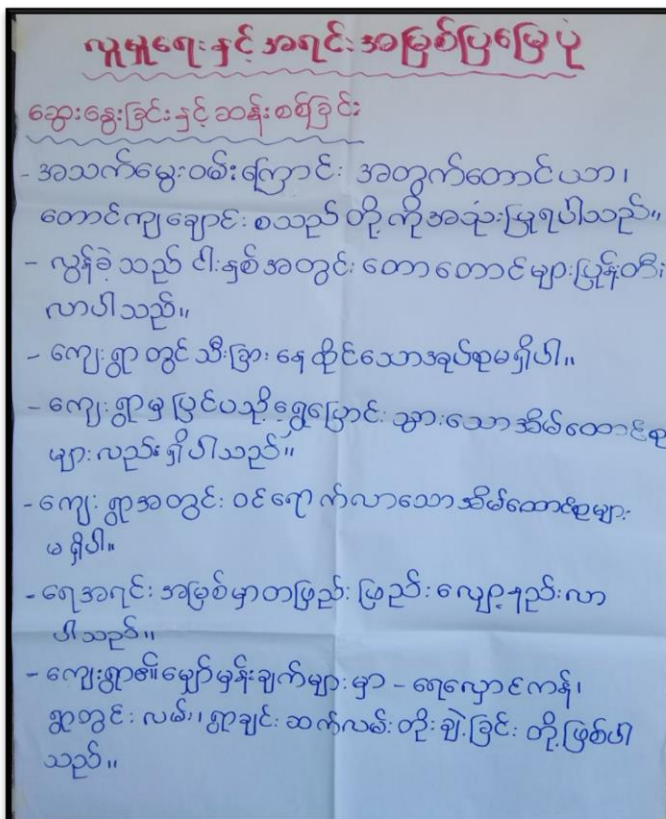 လူမှုရေးနှင့်အရင်းအမြစ်ပြမြေပုံ
ဆွေးနွေးခြင်းနှင့်ဆန်းစစ်ခြင်း
- အသက်မွေးဝမ်းကြောင်း အတွက်တောင်ယာ၊
တောင်ကျချောင်း စသည်တို့ကိုအသုံးပြုရပါသည်။
- လွန်ခဲ့သည် ငါးနှစ်အတွင်း တောတောင်များပြုန်းတီး
လာပါသည်။
- ကျေးရွာတွင်သီးခြားနေထိုင်သောအုပ်စုမရှိပါ။
- ကျေးရွာမှပြင်ပသို့ရွှေ့ပြောင်းသွားသောအိမ်ထောင်စု
များလည်းရှိပါသည်။
- ကျေးရွာအတွင်းဝင်ရောက်လာသောအိမ်ထောင်စုများ
မရှိပါ။
- ရေအရင်းအမြစ်မှာတဖြည်းဖြည်းလျော့နည်းလာ
ပါသည်။
- ကျေးရွာ၏မျှော်မှန်းချက်များမှာ - ရေလှောင်ကန်၊
ရွာတွင်းလမ်း၊ ရွာချင်းဆက်လမ်းတိုးချဲ့ခြင်းတို့ဖြစ်ပါ
သည်။